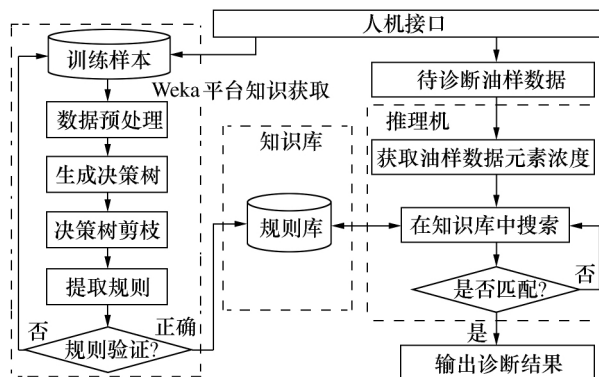 人机接口
训练样本
待诊断油样数据
Weka平台知识获取
数据预处理
推理机
知识库
获取油样数据元素浓度
生成决策树
决策树剪枝
规则库
在知识库中搜索
提取规则
是否匹配?
否
否
正确
规则验证?
是
输出诊断结果